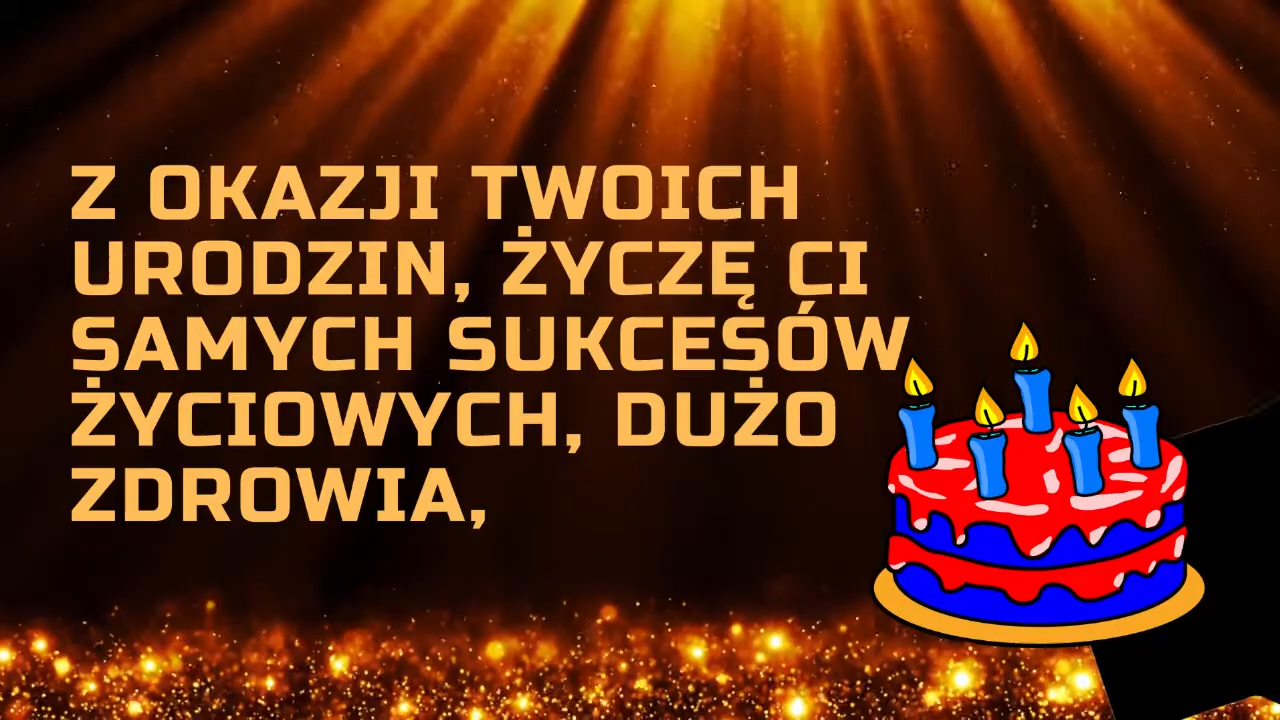 Z OKAZJI TWOICH
URODZIN, ŻYCZĘ CI
SAMYCH SUKCESÓW
ŻYCIOWYCH, DUŻO
ZDROWIA,